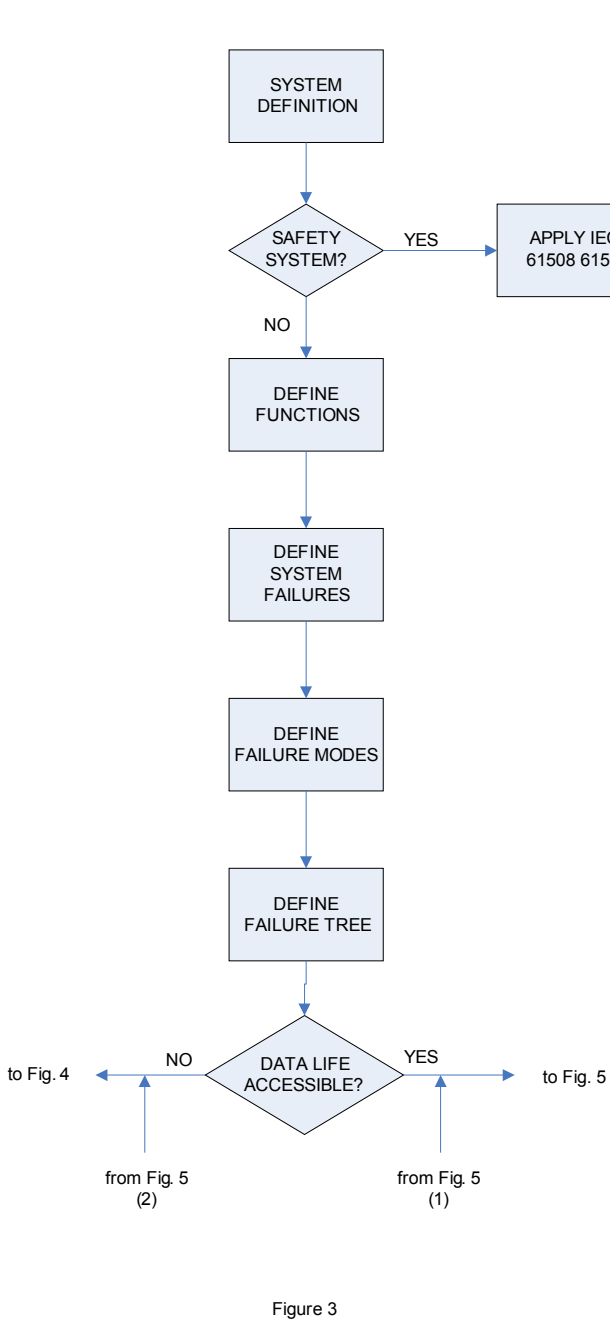 SYSTEM
DEFINITION
SAFETY
SYSTEM?
YES
APPLY
61508
NO
DEFINE
FUNCTIONS
DEFINE
SYSTEM
FAILURES
DEFINE
FAILURE MODES
DEFINE
FAILURE TREE
to Fig. 4
NO
DATA LIFE
ACCESSIBLE?
YES
to Fig. 5
from Fig. 5
(2)
from Fig. 5
(1)
Figure 3